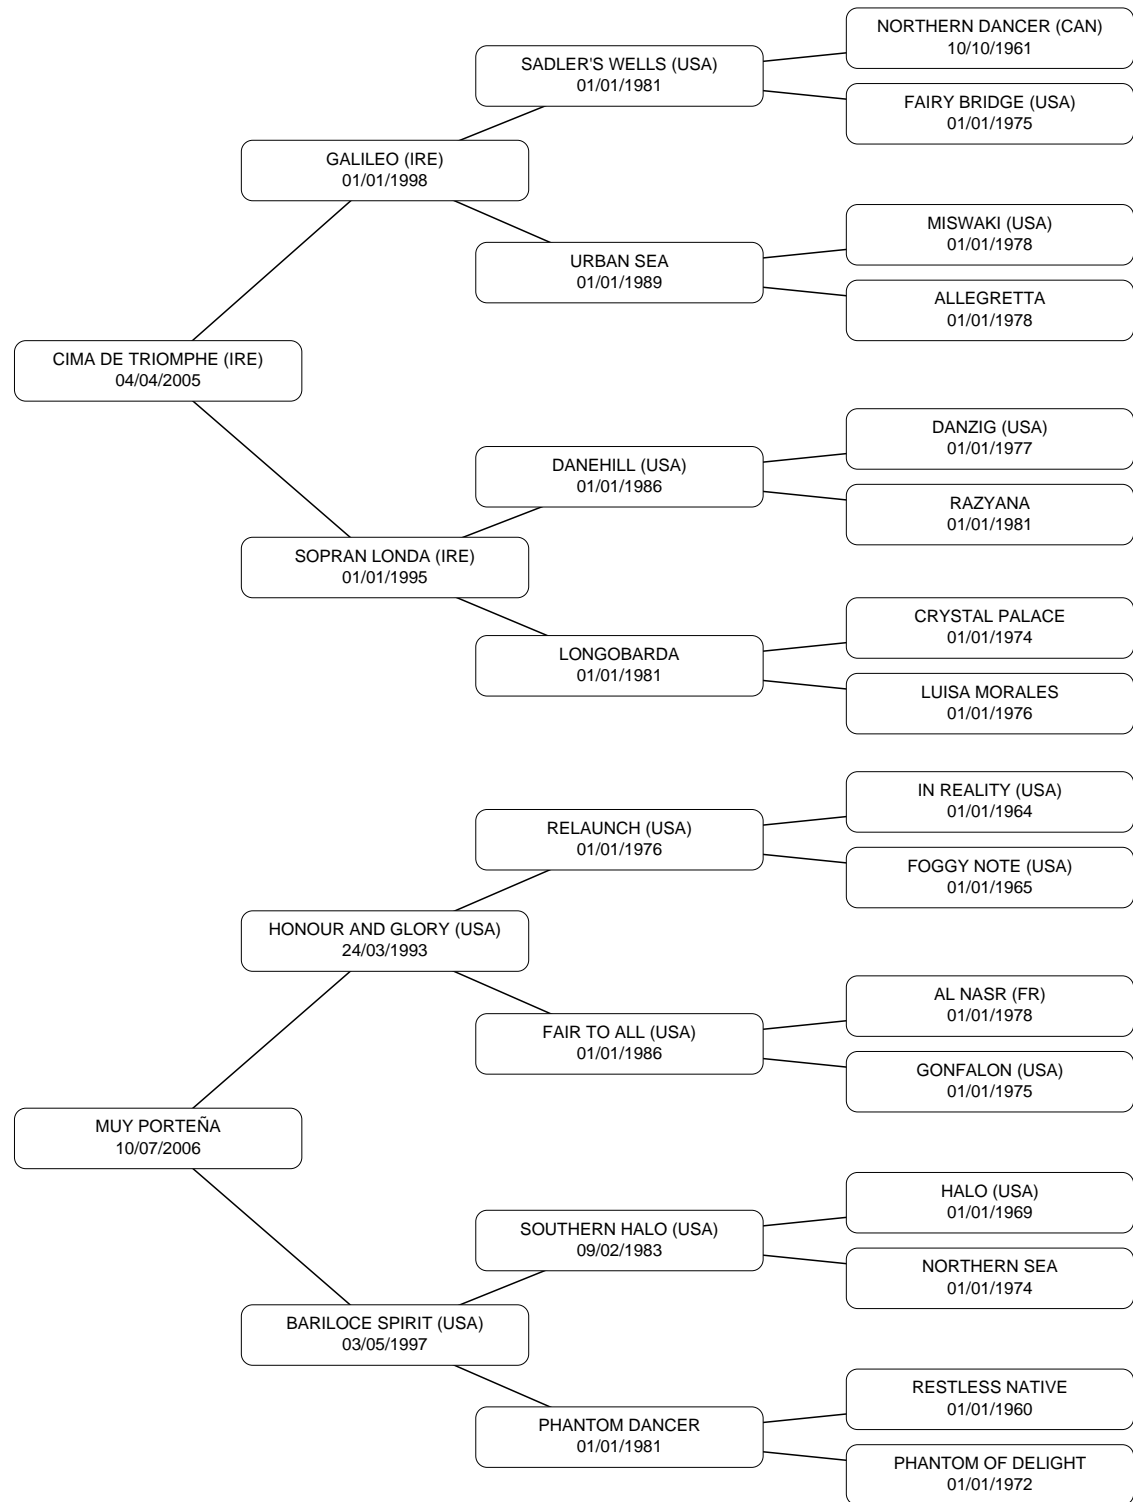 NORTHERN DANCER (CAN)
10/10/1961
SADLER'S WELLS (USA)
01/01/1981
FAIRY BRIDGE (USA)
01/01/1975
GALILEO (IRE)
01/01/1998
MISWAKI (USA)
01/01/1978
URBAN SEA
01/01/1989
ALLEGRETTA
01/01/1978
CIMA DE TRIOMPHE (IRE)
04/04/2005
DANZIG (USA)
01/01/1977
DANEHILL (USA)
01/01/1986
RAZYANA
01/01/1981
SOPRAN LONDA (IRE)
01/01/1995
CRYSTAL PALACE
01/01/1974
LONGOBARDA
01/01/1981
LUISA MORALES
01/01/1976
IN REALITY (USA)
01/01/1964
RELAUNCH (USA)
01/01/1976
FOGGY NOTE (USA)
01/01/1965
HONOUR AND GLORY (USA)
24/03/1993
AL NASR (FR)
01/01/1978
FAIR TO ALL (USA)
01/01/1986
GONFALON (USA)
01/01/1975
MUY PORTEÑA
10/07/2006
HALO (USA)
01/01/1969
SOUTHERN HALO (USA)
09/02/1983
NORTHERN SEA
01/01/1974
BARILOCE SPIRIT (USA)
03/05/1997
RESTLESS NATIVE
01/01/1960
PHANTOM DANCER
01/01/1981
PHANTOM OF DELIGHT
01/01/1972